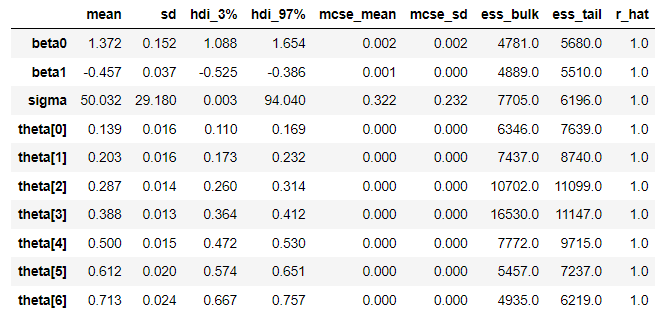 mean sd hdi_3% hdi_97% mcse_mean mcse_sd ess_bulk ess_tail r_hat
beta0 1.372 0.152 1.088 1.654 0.002 0.002 4781.0 5680.0 1.0
beta1 -0.457 0.037 -0.525 -0.386 0.001 0.000 4889.0 5510.0 1.0
sigma 50.032 29.180 0.003 94.040 0.322 0.232 7705.0 6196.0 1.0
theta[0] 0.139 0.016 0.110 0.169 0.000 0.000 6346.0 7639.0 1.0
theta[1] 0.203 0.016 0.173 0.232 0.000 0.000 7437.0 8740.0 1.0
theta[2] 0.287 0.014 0.260 0.314 0.000 0.000 10702.0 11099.0 1.0
theta[3] 0.388 0.013 0.364 0.412 0.000 0.000 16530.0 11147.0 1.0
theta[4] 0.500 0.015 0.472 0.530 0.000 0.000 7772.0 9715.0 1.0
theta[5] 0.612 0.020 0.574 0.651 0.000 0.000 5457.0 7237.0 1.0
theta[6] 0.713 0.024 0.667 0.757 0.000 0.000 4935.0 6219.0 1.0